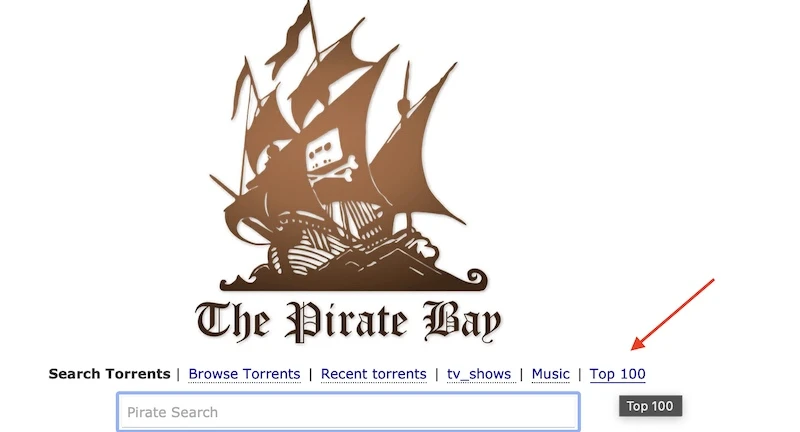 The Pirate Bay
Search Torrents | Browse Torrents | Recent torrents | tv_shows | Music | Top 100
Pirate Search
Top 100